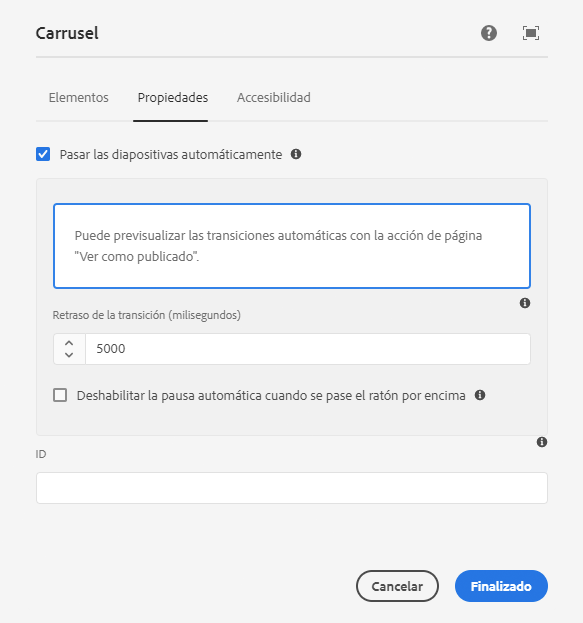 Carrusel
Elementos Propiedades Accesibilidad
Pasar las diapositivas automáticamente
Puede previsualizar las transiciones automáticas con la acción de página
"Ver como publicado".
Retraso de la transición (milisegundos)
5000
Deshabilitar la pausa automática cuando se pase el ratón por encima
ID
Cancelar Finalizado